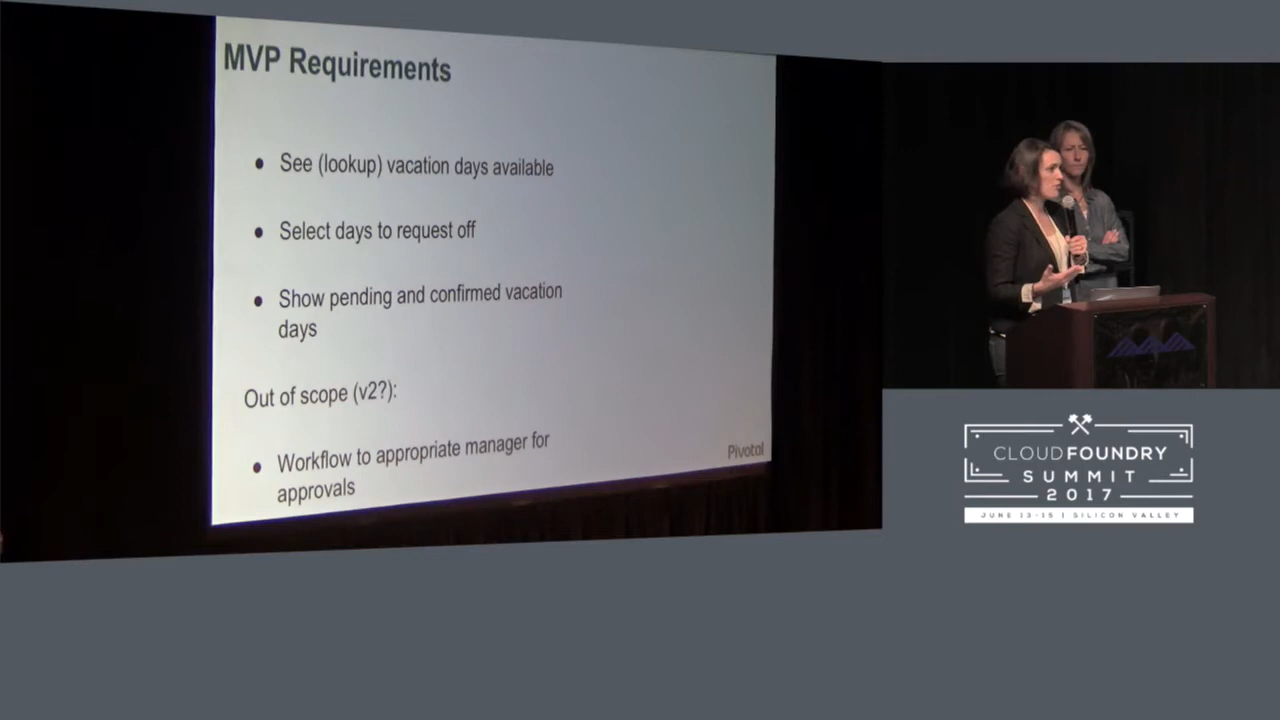 MVP Requirements
● See (lookup) vacation days available
● Select days to request off
● Show pending and confirmed vacation
days
Out of scope (v2?):
● Workflow to appropriate manager for
approvals
Pivotal
CLOUDFOUNDRY
SUMMIT
2017
JUNE 13-15 | SILICON VALLEY